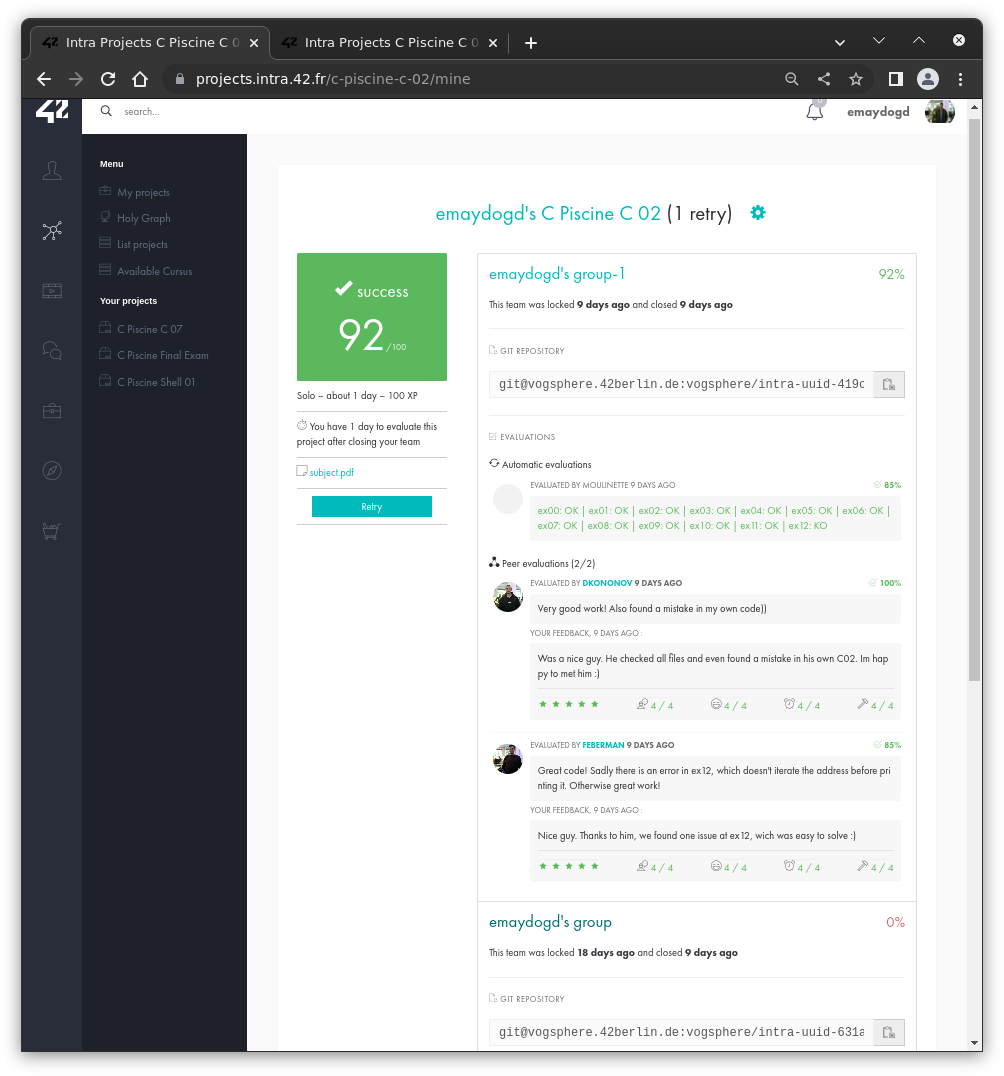 Intra Projects C Piscine C 0
Intra Projects C Piscine C 0
projects.intra.42.fr/c-piscine-c-02/mine
42
search...
0
emaydogd
Menu
My projects
Holy Graph
List projects
Available Cursus
Your projects
C Piscine C 07
C Piscine Final Exam
C Piscine Shell 01
emaydogd's C Piscine C 02 (1 retry)
success
92 /100
Solo – about 1 day – 100 XP
You have 1 day to evaluate this
project after closing your team
subject.pdf
Retry
emaydogd's group-1 92%
This team was locked 9 days ago and closed 9 days ago
GIT REPOSITORY
git@vogsphere.42berlin.de:vogsphere/intra-uuid-419c
EVALUATIONS
Automatic evaluations
EVALUATED BY MOULINETTE 9 DAYS AGO 85%
ex00: OK | ex01: OK | ex02: OK | ex03: OK | ex04: OK | ex05: OK | ex06: OK |
ex07: OK | ex08: OK | ex09: OK | ex10: OK | ex11: OK | ex12: KO
Peer evaluations (2/2)
EVALUATED BY DKONONOV 9 DAYS AGO 100%
Very good work! Also found a mistake in my own code))
YOUR FEEDBACK, 9 DAYS AGO :
Was a nice guy. He checked all files and even found a mistake in his own C02. Im hap
py to met him :)
4 / 4 4 / 4 4 / 4 4 / 4
EVALUATED BY FEBERMAN 9 DAYS AGO 85%
Great code! Sadly there is an error in ex12, which doesn't iterate the address before pri
nting it. Otherwise great work!
YOUR FEEDBACK, 9 DAYS AGO :
Nice guy. Thanks to him, we found one issue at ex12, wich was easy to solve :)
4 / 4 4 / 4 4 / 4 4 / 4
emaydogd's group 0%
This team was locked 18 days ago and closed 9 days ago
GIT REPOSITORY
git@vogsphere.42berlin.de:vogsphere/intra-uuid-631a